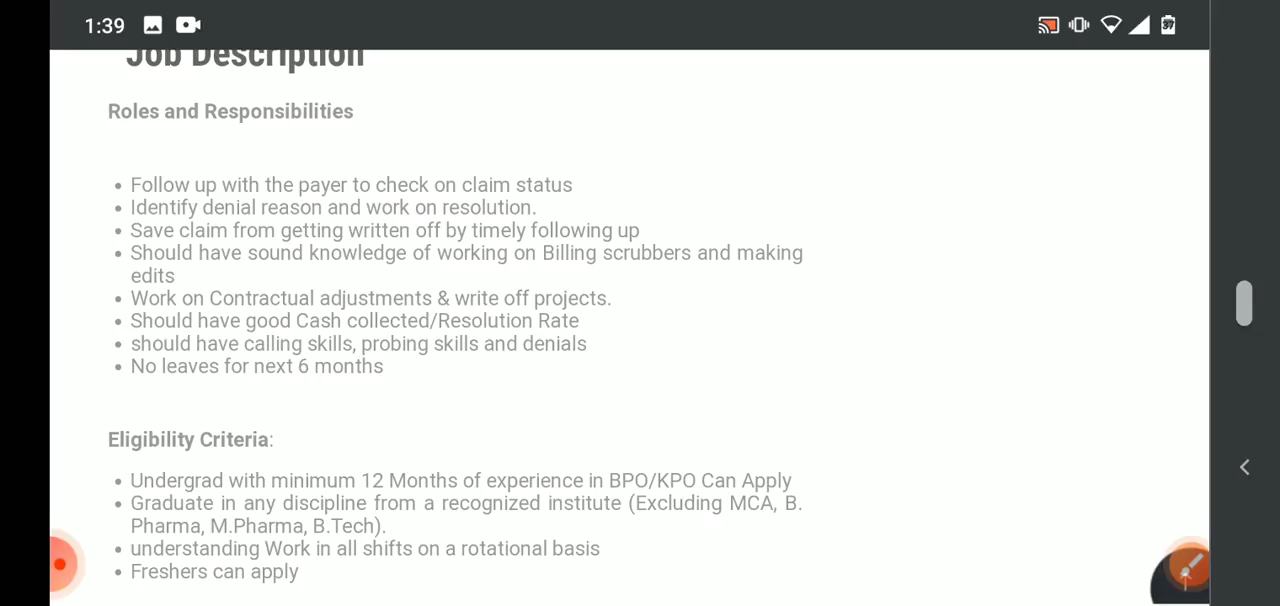 1:39
37
Job Description
Roles and Responsibilities
• Follow up with the payer to check on claim status
• Identify denial reason and work on resolution.
• Save claim from getting written off by timely following up
• Should have sound knowledge of working on Billing scrubbers and making
edits
• Work on Contractual adjustments & write off projects.
• Should have good Cash collected/Resolution Rate
• should have calling skills, probing skills and denials
• No leaves for next 6 months
Eligibility Criteria:
• Undergrad with minimum 12 Months of experience in BPO/KPO Can Apply
• Graduate in any discipline from a recognized institute (Excluding MCA, B.
Pharma, M.Pharma, B.Tech).
• understanding Work in all shifts on a rotational basis
• Freshers can apply